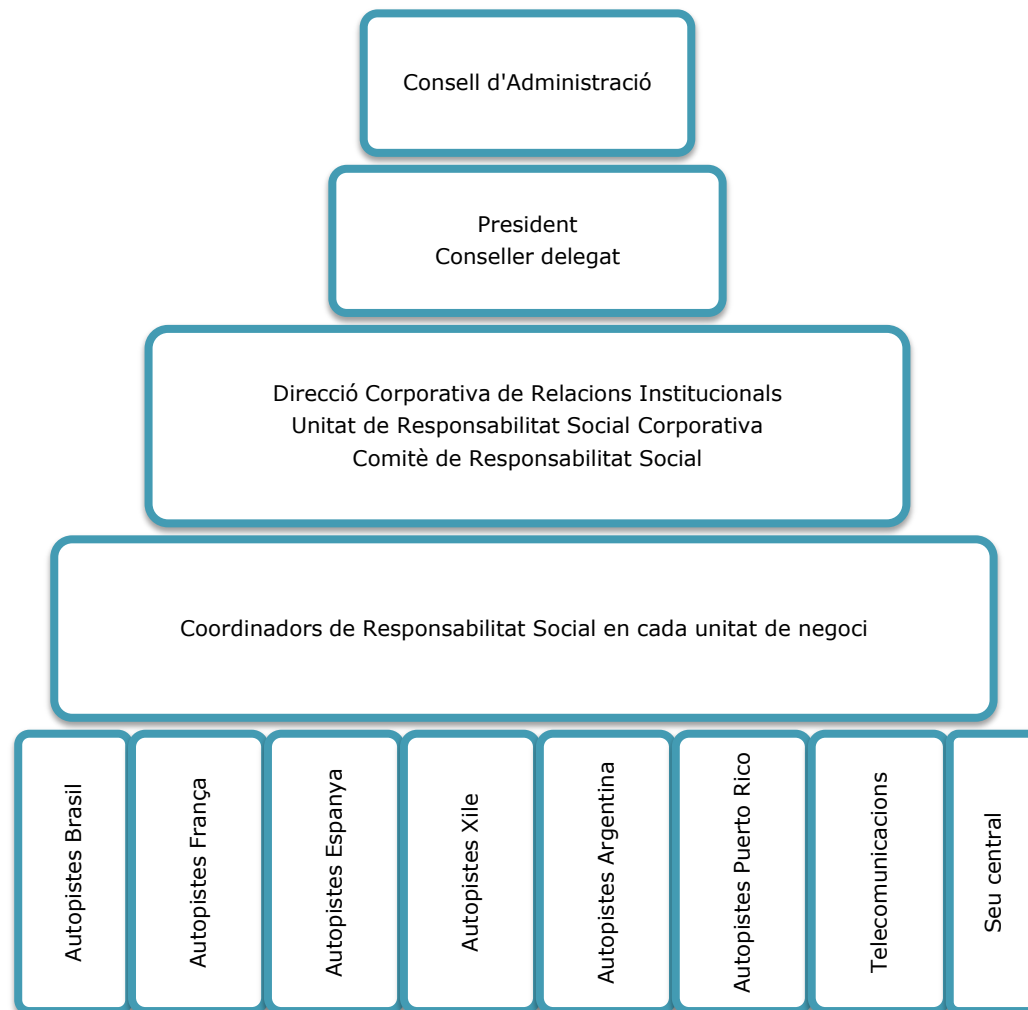 Consell d'Administració
President
Conseller delegat
Direcció Corporativa de Relacions Institucionals
Unitat de Responsabilitat Social Corporativa
Comitè de Responsabilitat Social
Coordinadors de Responsabilitat Social en cada unitat de negoci
Autopistes Brasil
Autopistes França
Autopistes Espanya
Autopistes Xile
Autopistes Argentina
Autopistes Puerto Rico
Telecomunicacions
Seu central